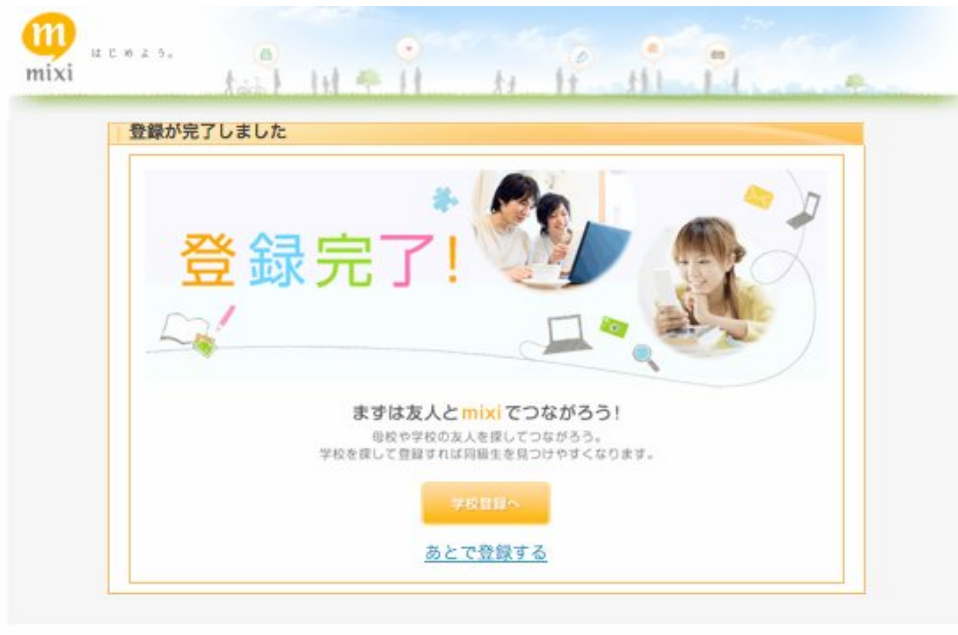 mixi
はじめよう。
登録が完了しました
登録完了!
まずは友人とmixiでつながろう!
母校や学校の友人を探してつながろう。
学校を探して登録すれば同級生を見つけやすくなります。
学校登録へ
あとで登録する